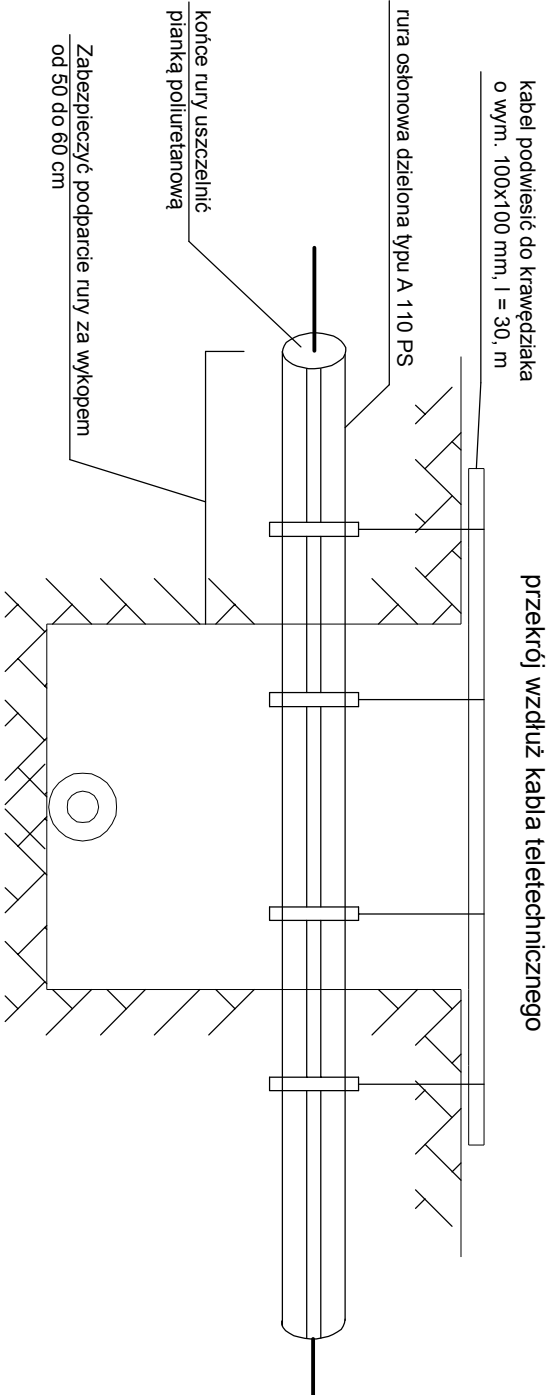 przekrój wzdłuż kabla teletechnicznego
kabel podwiesić do krawędziaka
o wym. 100x100 mm, l = 30, m
rura osłonowa dzielona typu A 110 PS
końce rury uszczelnić
pianką poliuretanową
Zabezpieczyć podparcie rury za wykopem
od 50 do 60 cm